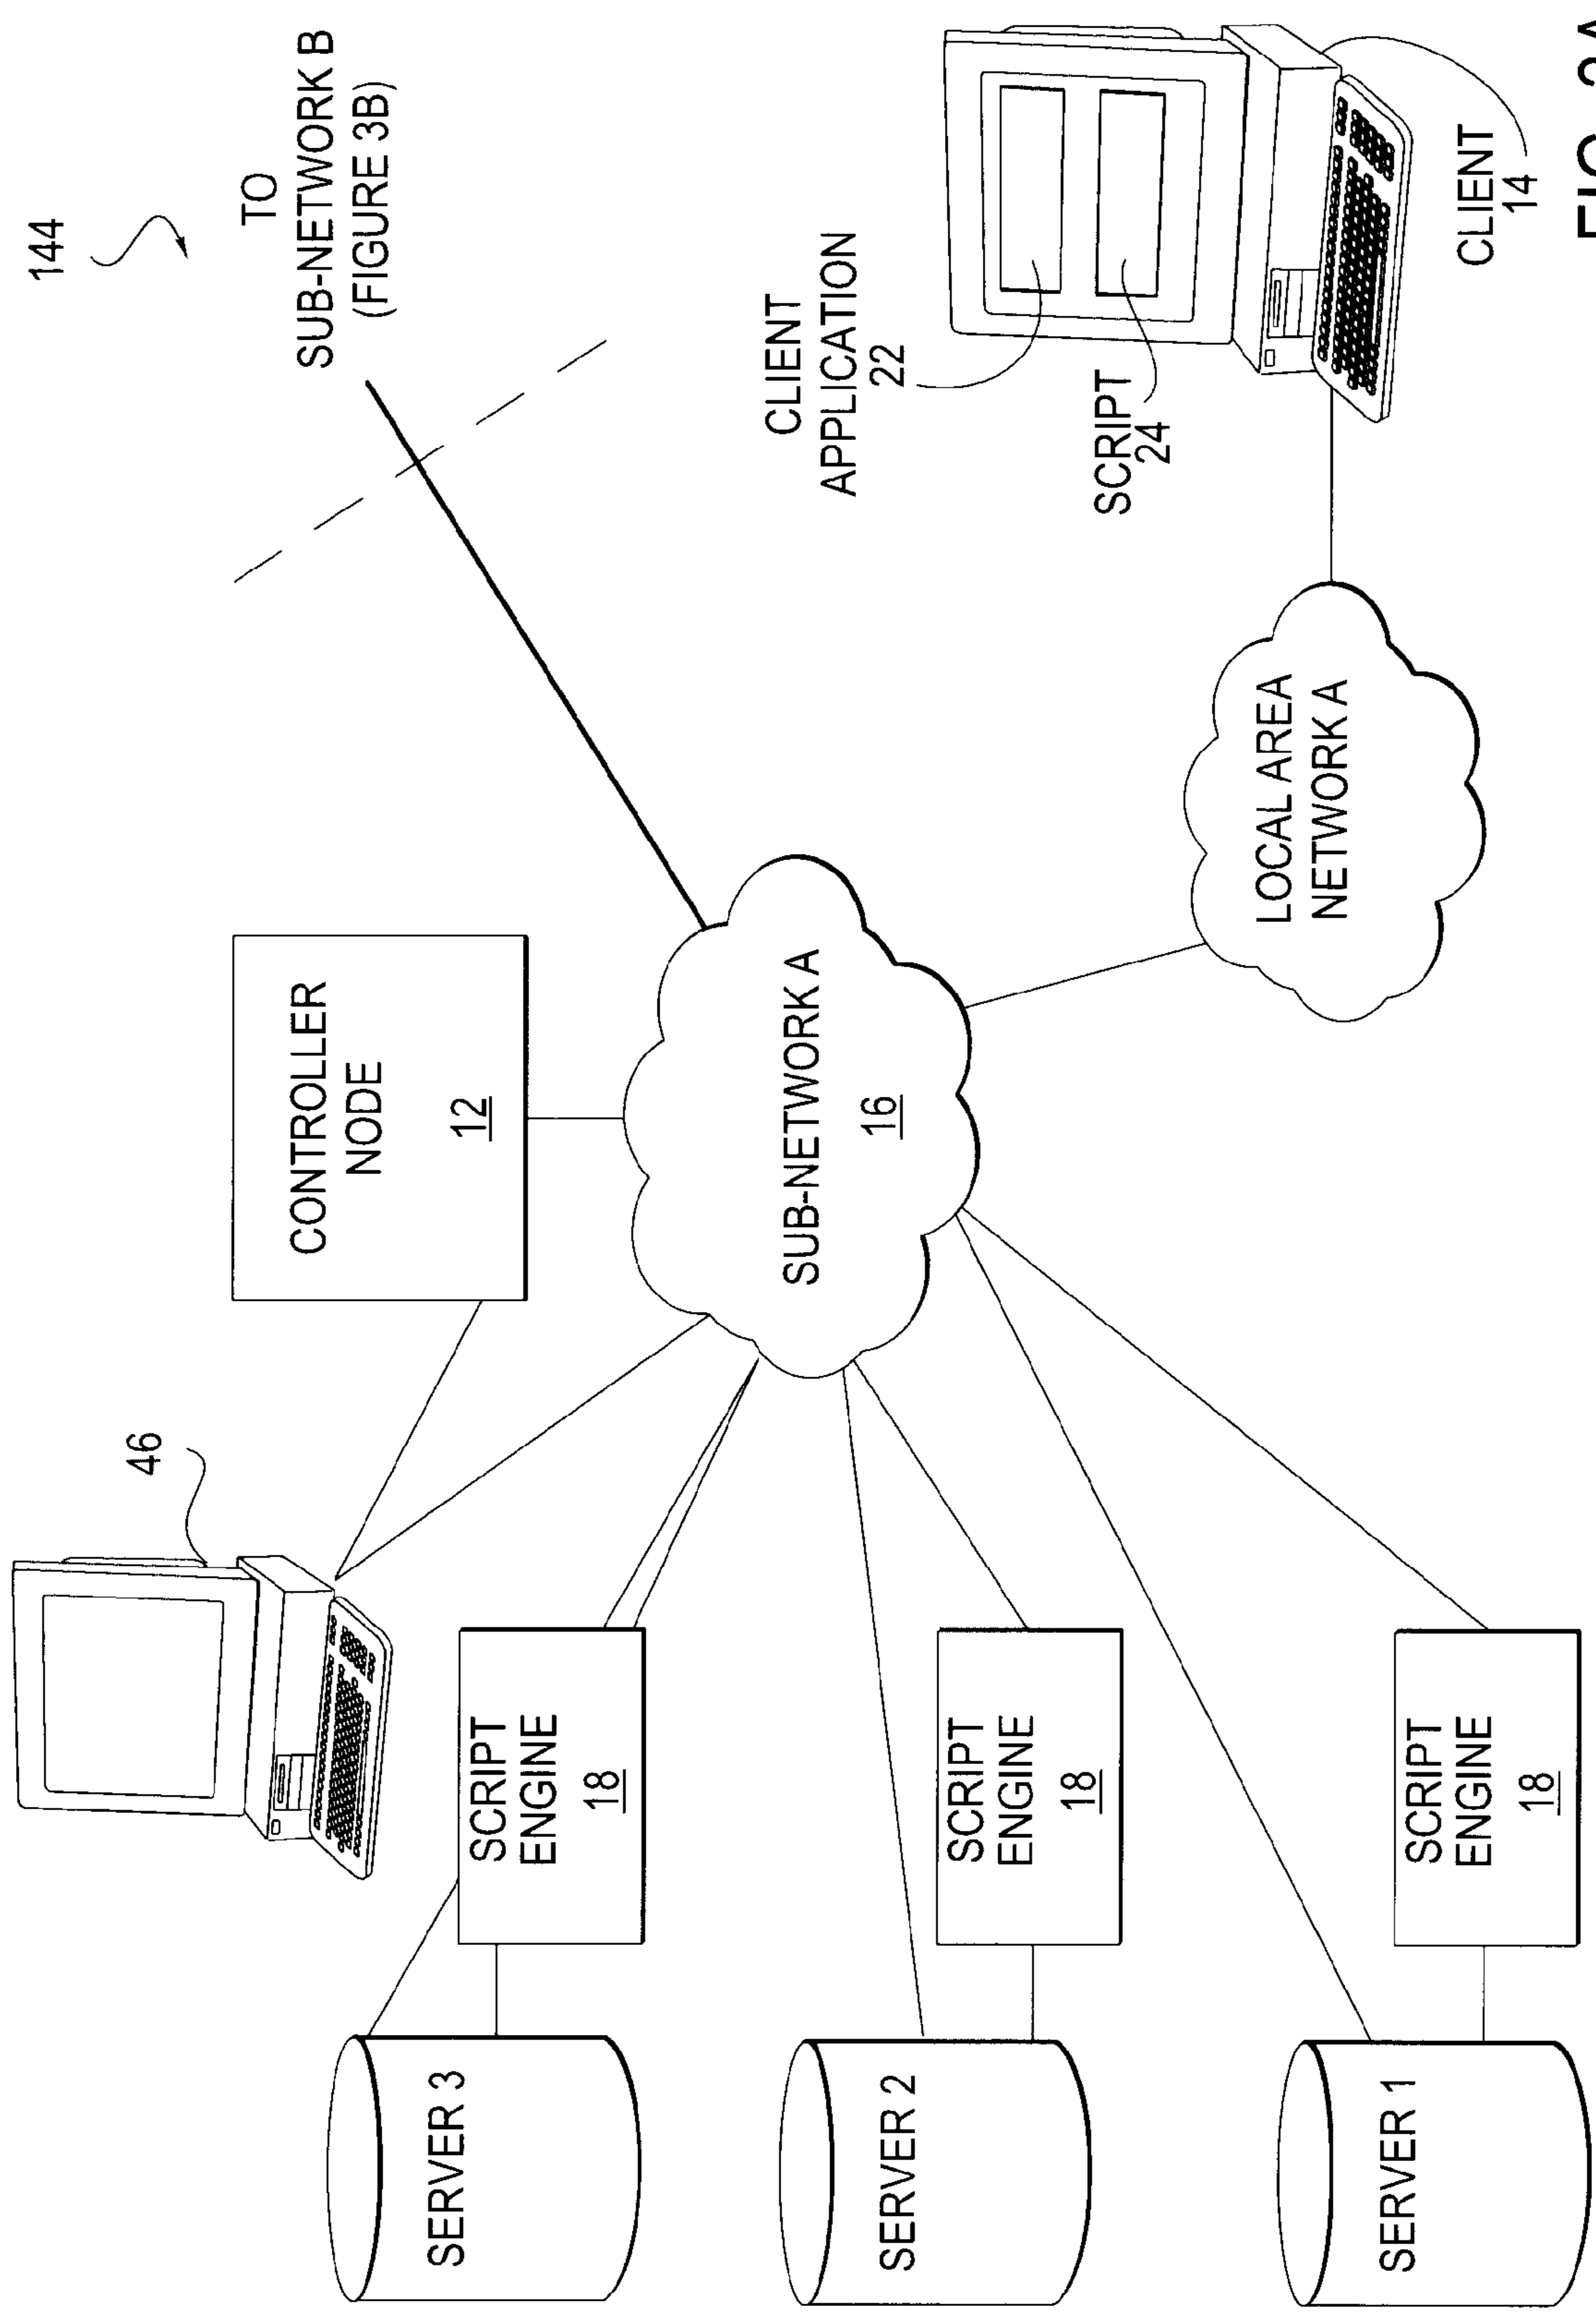 SERVER 1
SERVER 2
SERVER 3
SCRIPT
ENGINE
18
SCRIPT
ENGINE
18
SCRIPT
ENGINE
18
46
CONTROLLER
NODE
12
SUB-NETWORK A
16
LOCAL AREA
NETWORK A
TO
SUB-NETWORK B
(FIGURE 3B)
144
CLIENT
APPLICATION
22
SCRIPT
24
CLIENT
14
FIG.